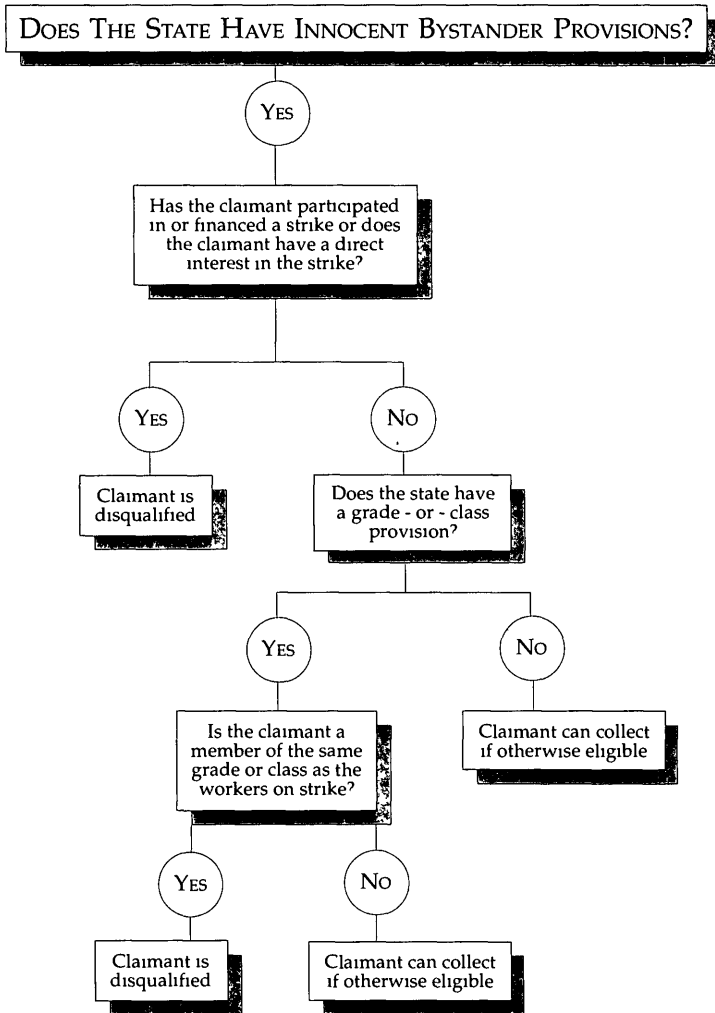 DOES THE STATE HAVE INNOCENT BYSTANDER PROVISIONS?
YES
Has the claimant participated
in or financed a strike or does
the claimant have a direct
interest in the strike?
YES
NO
Claimant is
disqualified
Does the state have
a grade - or - class
provision?
YES
NO
Is the claimant a
member of the same
grade or class as the
workers on strike?
Claimant can collect
if otherwise eligible
YES
NO
Claimant is
disqualified
Claimant can collect
if otherwise eligible